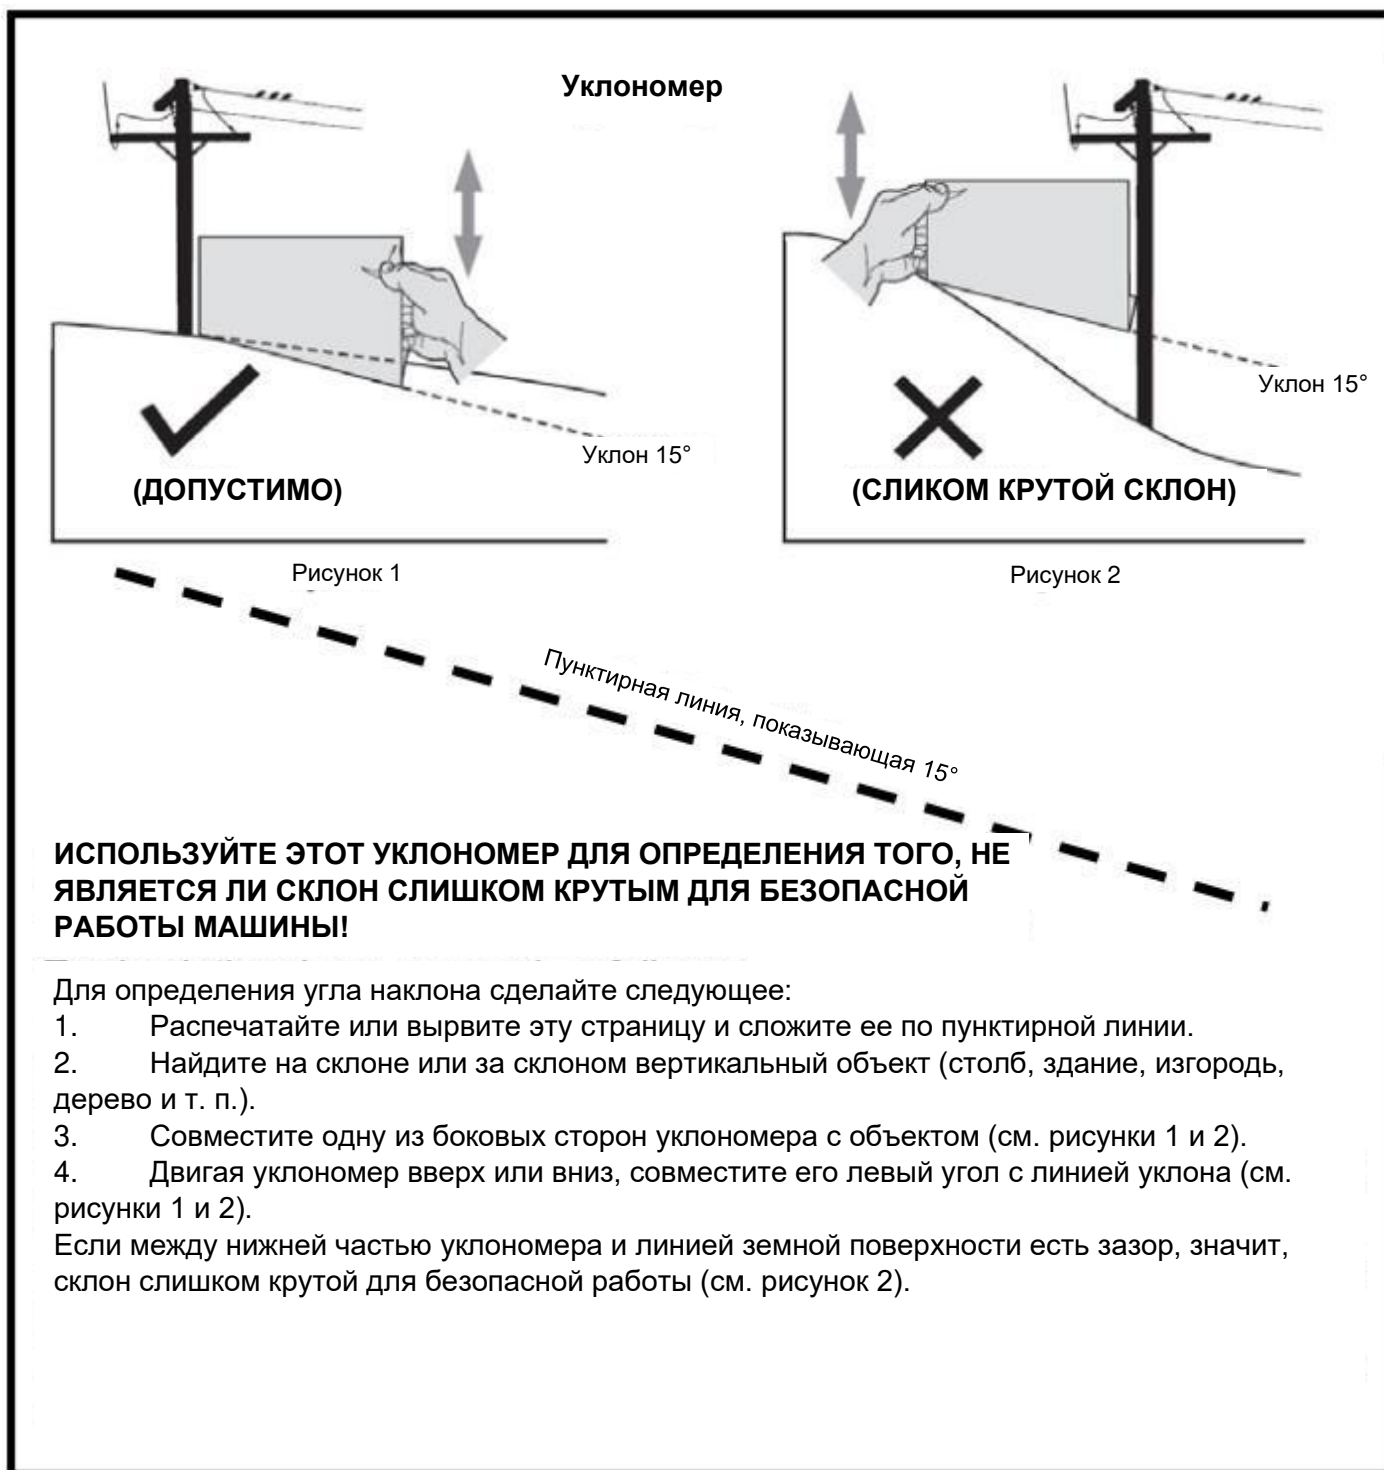 Уклономер
Уклон 15°
Уклон 15°
(ДОПУСТИМО)
(СЛИКОМ КРУТОЙ СКЛОН)
Рисунок 1
Рисунок 2
Пунктирная линия, показывающая 15°
ИСПОЛЬЗУЙТЕ ЭТОТ УКЛОНОМЕР ДЛЯ ОПРЕДЕЛЕНИЯ ТОГО, НЕ
ЯВЛЯЕТСЯ ЛИ СКЛОН СЛИШКОМ КРУТЫМ ДЛЯ БЕЗОПАСНОЙ
РАБОТЫ МАШИНЫ!
Для определения угла наклона сделайте следующее:
1. Распечатайте или вырвите эту страницу и сложите ее по пунктирной линии.
2. Найдите на склоне или за склоном вертикальный объект (столб, здание, изгородь,
дерево и т. п.).
3. Совместите одну из боковых сторон уклономера с объектом (см. рисунки 1 и 2).
4. Двигая уклономер вверх или вниз, совместите его левый угол с линией уклона (см.
рисунки 1 и 2).
Если между нижней частью уклономера и линией земной поверхности есть зазор, значит,
склон слишком крутой для безопасной работы (см. рисунок 2).